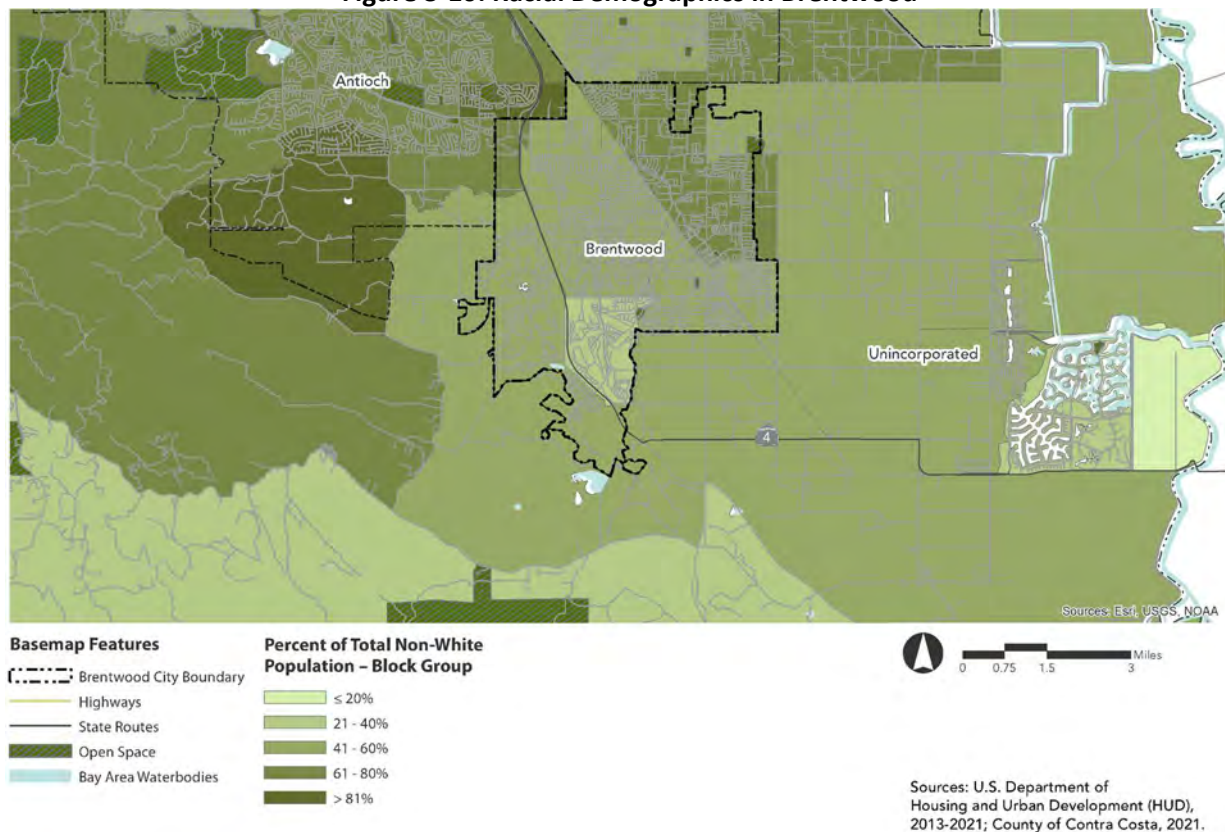 Antioch
Brentwood
Unincorporated
4
Sources: Esri, USGS, NOAA
Basemap Features
Brentwood City Boundary
Highways
State Routes
Open Space
Bay Area Waterbodies
Percent of Total Non-White
Population – Block Group
≤ 20%
21 - 40%
41 - 60%
61 - 80%
> 81%
0 0.75 1.5 3 Miles
Sources: U.S. Department of
Housing and Urban Development (HUD),
2013-2021; County of Contra Costa, 2021.